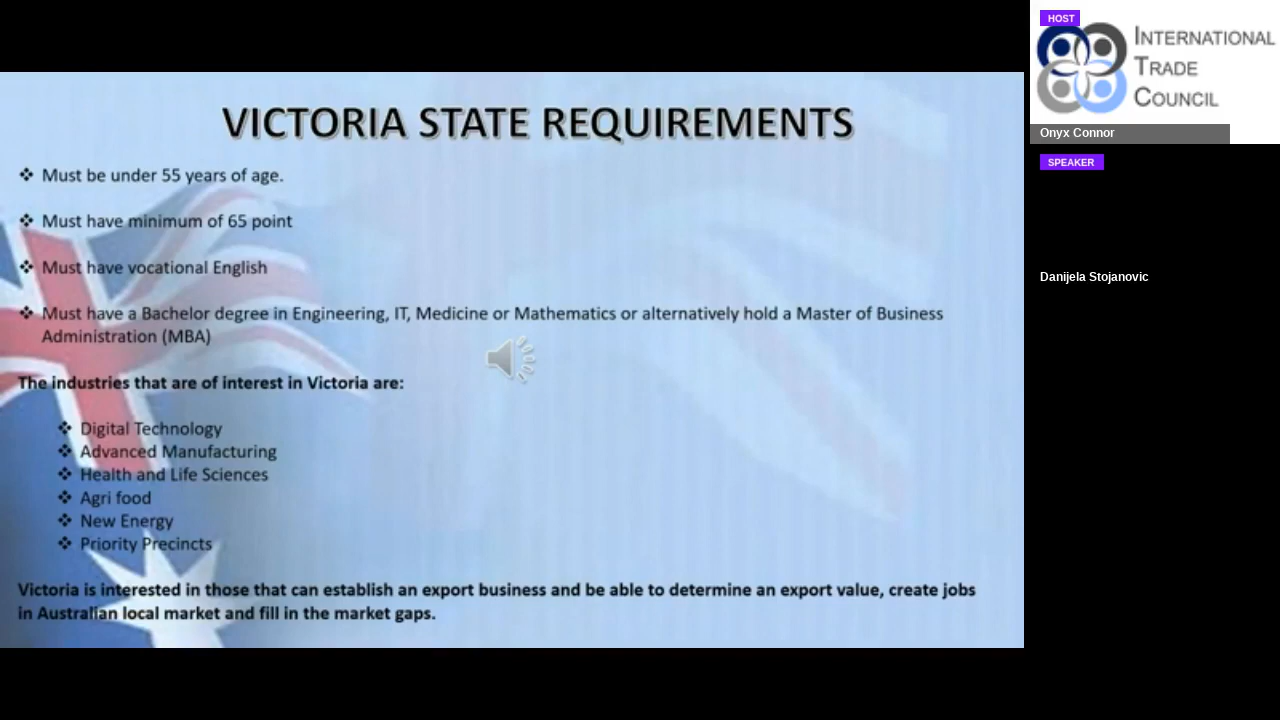 VICTORIA STATE REQUIREMENTS
❖ Must be under 55 years of age.
❖ Must have minimum of 65 point
❖ Must have vocational English
❖ Must have a Bachelor degree in Engineering, IT, Medicine or Mathematics or alternatively hold a Master of Business
Administration (MBA)
The industries that are of interest in Victoria are:
❖ Digital Technology
❖ Advanced Manufacturing
❖ Health and Life Sciences
❖ Agri food
❖ New Energy
❖ Priority Precincts
Victoria is interested in those that can establish an export business and be able to determine an export value, create jobs
in Australian local market and fill in the market gaps.
HOST
INTERNATIONAL
TRADE
COUNCIL
Onyx Connor
SPEAKER
Danijela Stojanovic